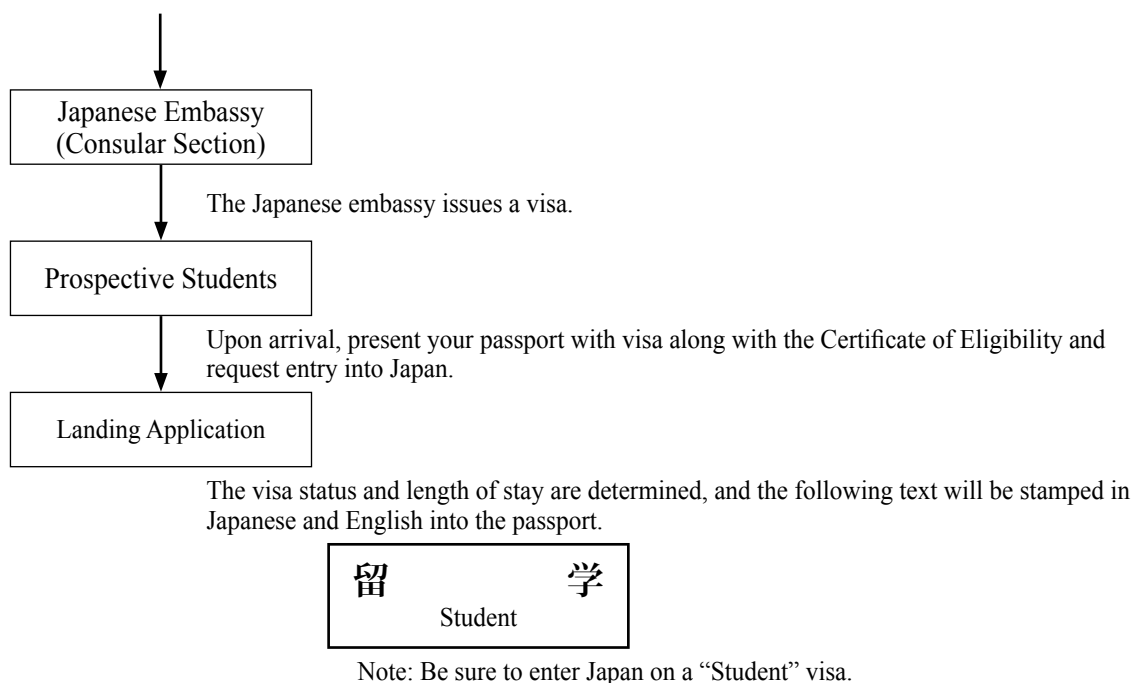 Japanese Embassy
(Consular Section)
The Japanese embassy issues a visa.
Prospective Students
Upon arrival, present your passport with visa along with the Certificate of Eligibility and
request entry into Japan.
Landing Application
The visa status and length of stay are determined, and the following text will be stamped in
Japanese and English into the passport.
留 学
Student
Note: Be sure to enter Japan on a “Student” visa.